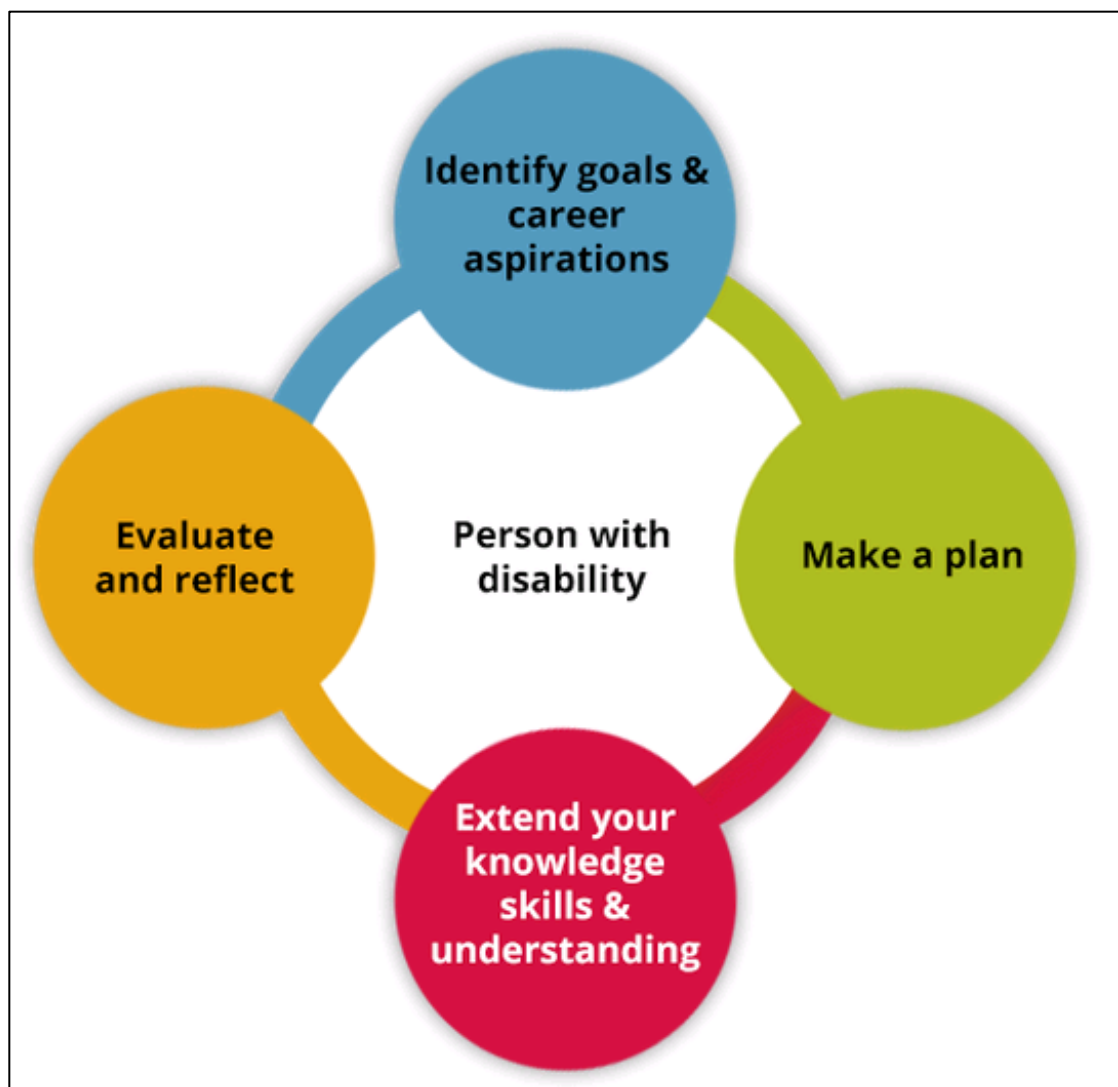 Identify goals &
career
aspirations
Evaluate
and reflect
Person with
disability
Make a plan
Extend your
knowledge
skills &
understanding